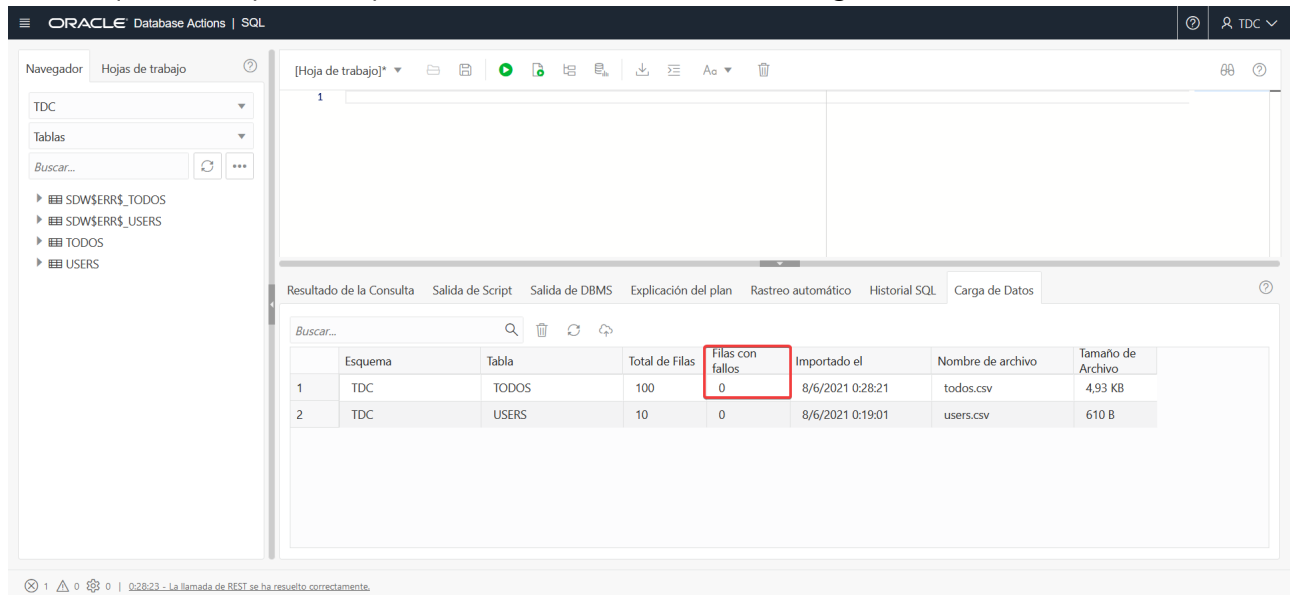 ORACLE Database Actions | SQL
TDC
Navegador Hojas de trabajo
TDC
Tablas
Buscar...
SDW$ERR$_TODOS
SDW$ERR$_USERS
TODOS
USERS
[Hoja de trabajo]*
Aa
1
Resultado de la Consulta Salida de Script Salida de DBMS Explicación del plan Rastreo automático Historial SQL Carga de Datos
Buscar...
Esquema Tabla Total de Filas Filas con fallos Importado el Nombre de archivo Tamaño de Archivo
1 TDC TODOS 100 0 8/6/2021 0:28:21 todos.csv 4,93 KB
2 TDC USERS 10 0 8/6/2021 0:19:01 users.csv 610 B
1 0 0 | 0:28:23 - La llamada de REST se ha resuelto correctamente.